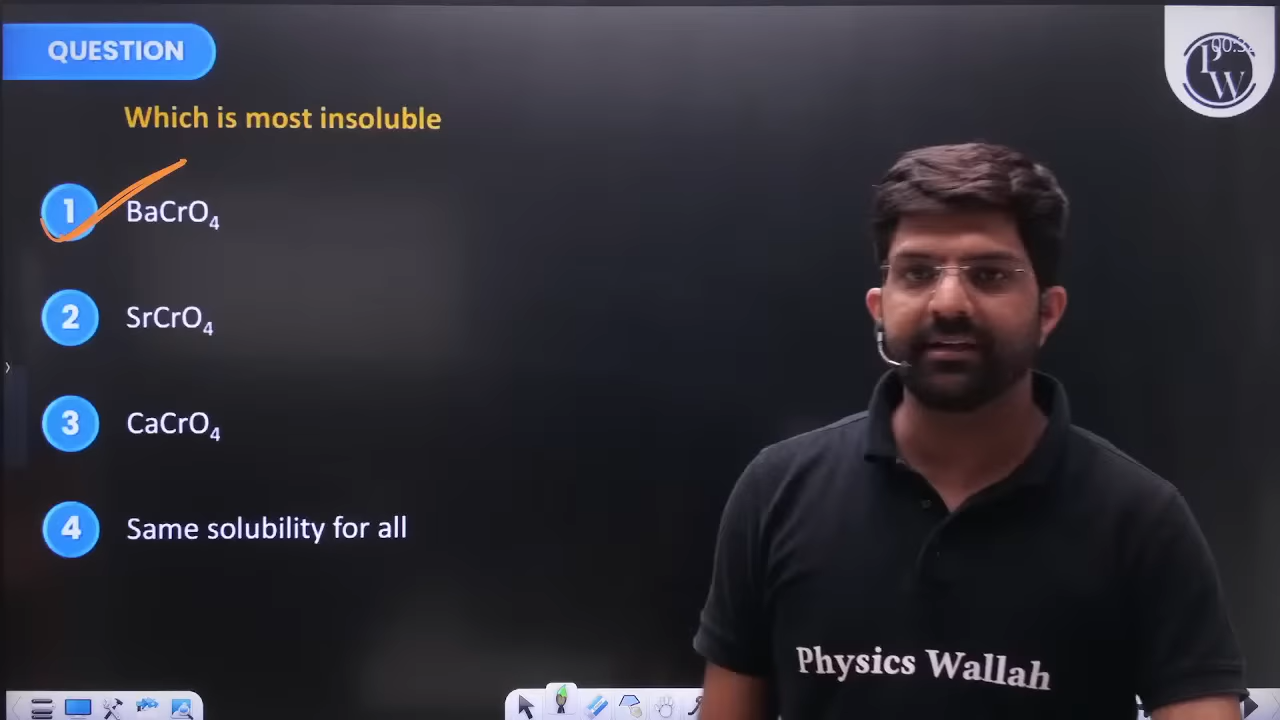 QUESTION
Which is most insoluble
1 BaCrO₄
2 SrCrO₄
3 CaCrO₄
4 Same solubility for all
P
W
Physics Wallah